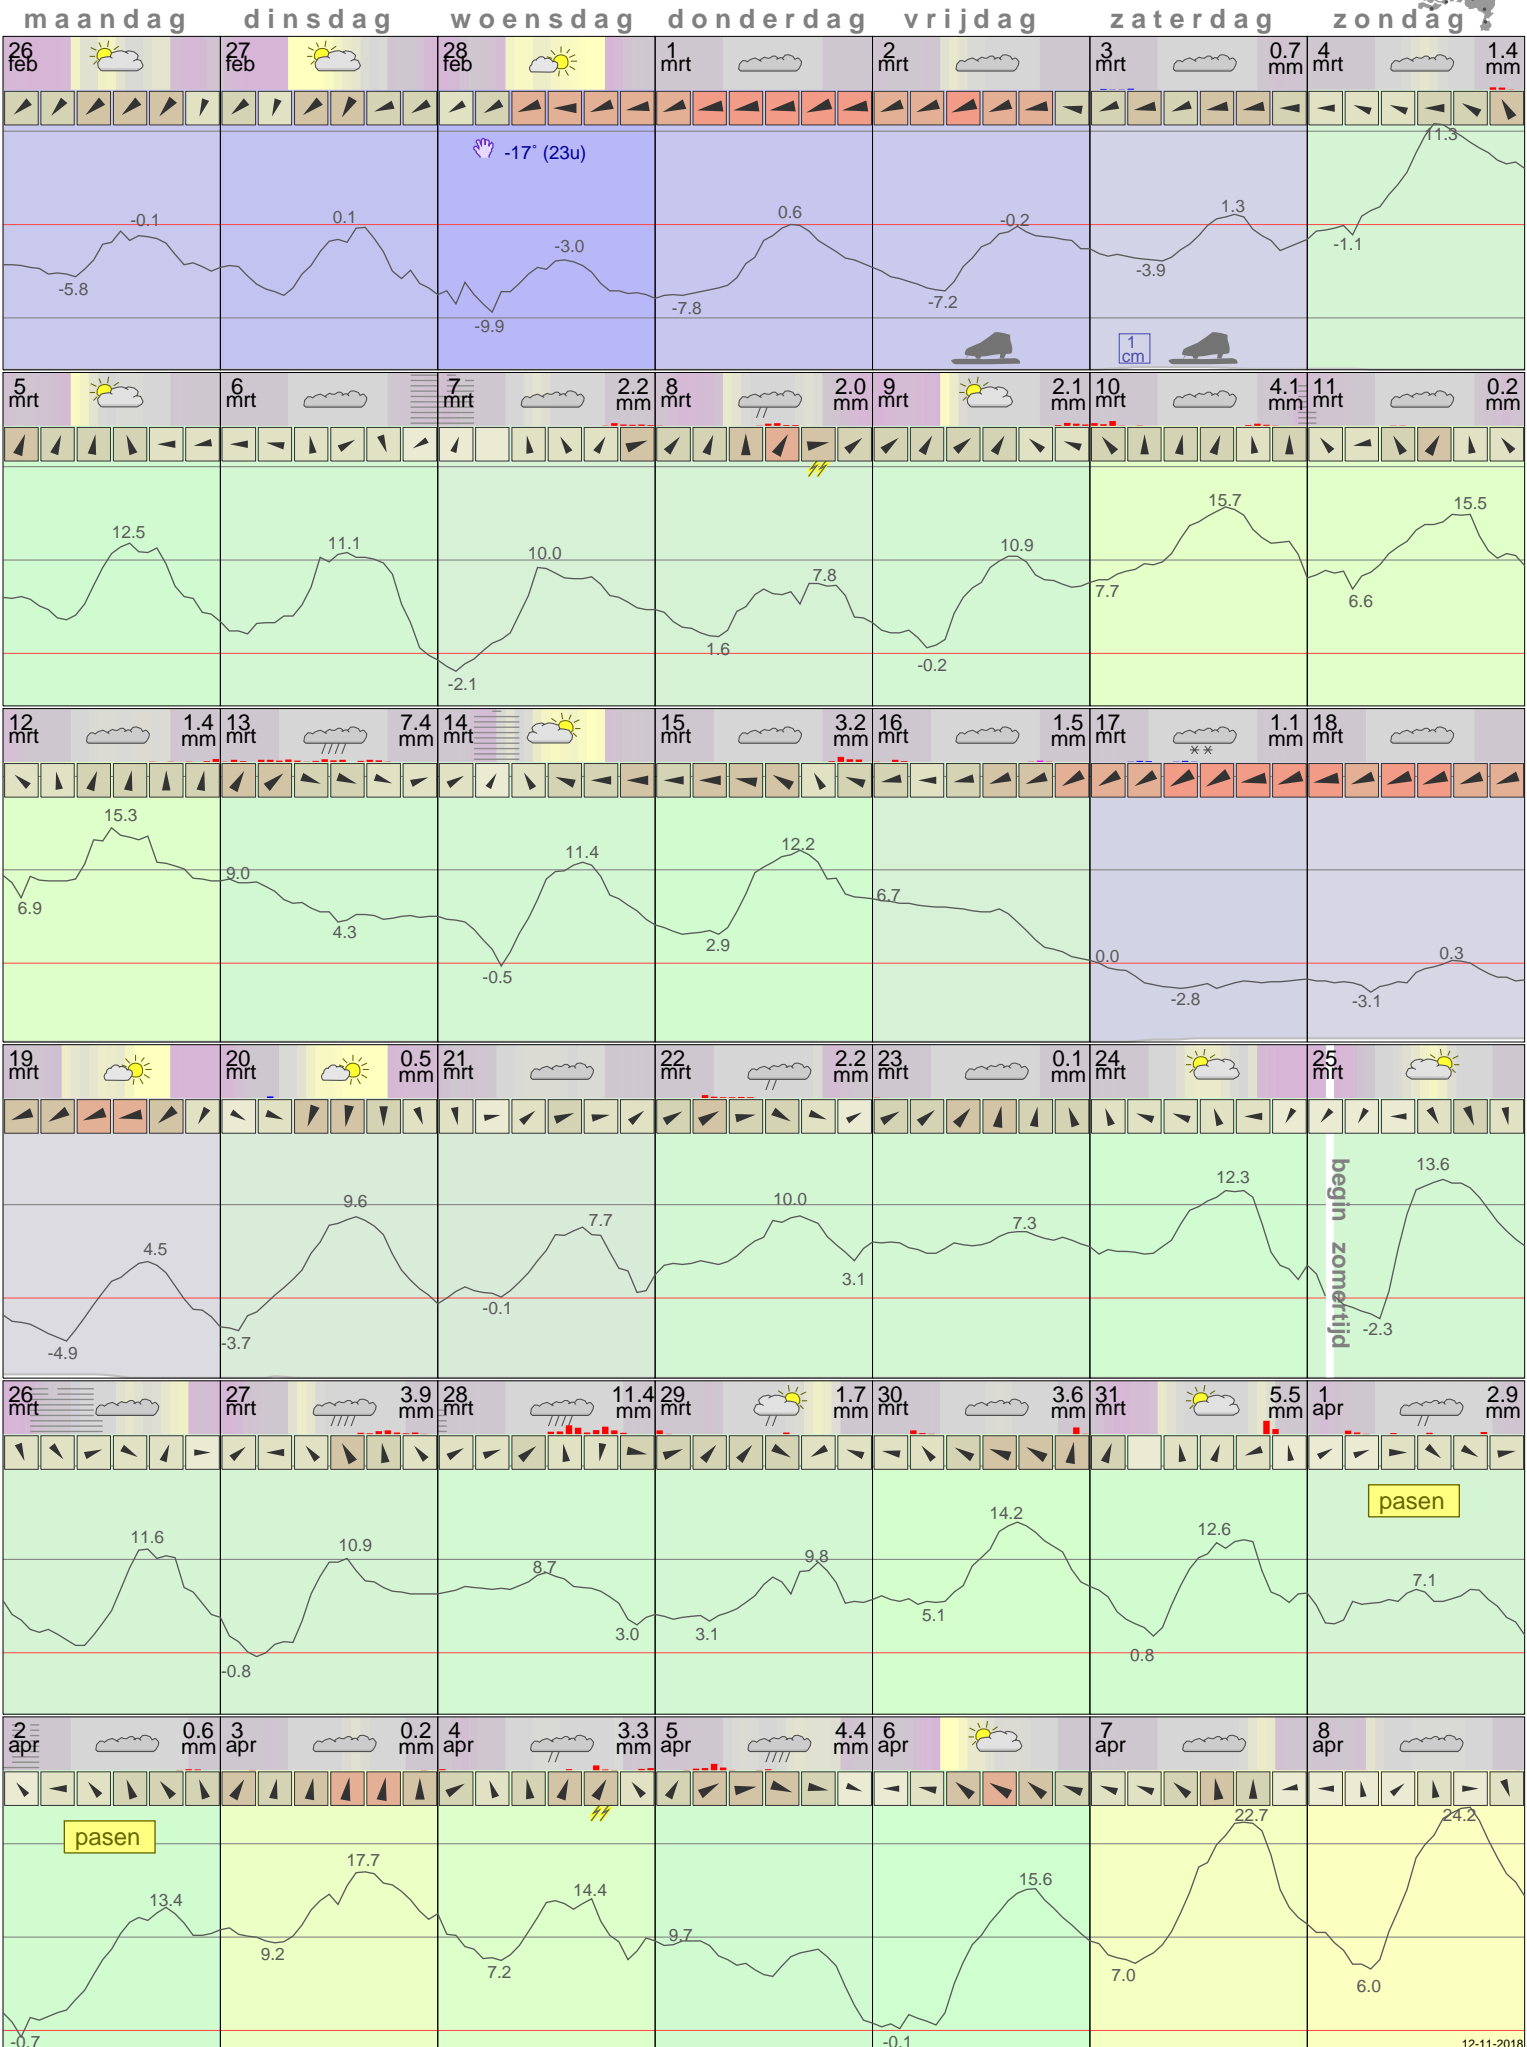 maandag dinsdag woensdag donderdag vrijdag zaterdag zondag
26 27 28 1 2 3 0.7 4 1.4
feb feb feb mrt mrt mrt mm mrt mm
-17° (23u)
11.3
-0.1 0.1 -3.0 0.6 -0.2 1.3
-5.8 -9.9 -7.8 -7.2 -3.9 -1.1
1
cm
5 6 7 2.2 8 2.0 9 2.1 10 4.1 11 0.2
mrt mrt mrt mm mrt mm mrt mm mrt mm mrt mm
12.5 11.1 10.0 7.8 10.9 15.7 15.5
-2.1 1.6 -0.2 7.7 6.6
12 1.4 13 7.4 14 15 3.2 16 1.5 17 1.1 18
mrt mm mrt mm mrt mrt mm mrt mm mrt mm mrt
15.3 9.0 11.4 12.2 6.7 0.0 0.3
6.9 4.3 -0.5 2.9 -2.8 -3.1
19 20 0.5 21 22 2.2 23 0.1 24 25
mrt mrt mm mrt mrt mm mrt mm mrt mrt
begin zomertijd
4.5 9.6 7.7 10.0 7.3 12.3 13.6
-4.9 -3.7 -0.1 3.1 -2.3
26 27 3.9 28 11.4 29 1.7 30 3.6 31 5.5 1 2.9
mrt mrt mm mrt mm mrt mm mrt mm mrt mm apr mm
pasen
11.6 10.9 8.7 9.8 14.2 12.6 7.1
-0.8 3.0 3.1 5.1 0.8
2 0.6 3 0.2 4 3.3 5 4.4 6 7 8
apr mm apr mm apr mm apr mm apr apr apr
pasen
13.4 17.7 14.4 9.7 15.6 22.7 24.2
-0.7 9.2 7.2 -0.1 7.0 6.0
12-11-2018